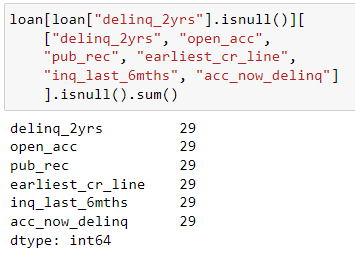 loan[loan["delinq_2yrs"].isnull()][
["delinq_2yrs", "open_acc",
"pub_rec", "earliest_cr_line",
"inq_last_6mths", "acc_now_delinq"]
].isnull().sum()
delinq_2yrs 29
open_acc 29
pub_rec 29
earliest_cr_line 29
inq_last_6mths 29
acc_now_delinq 29
dtype: int64